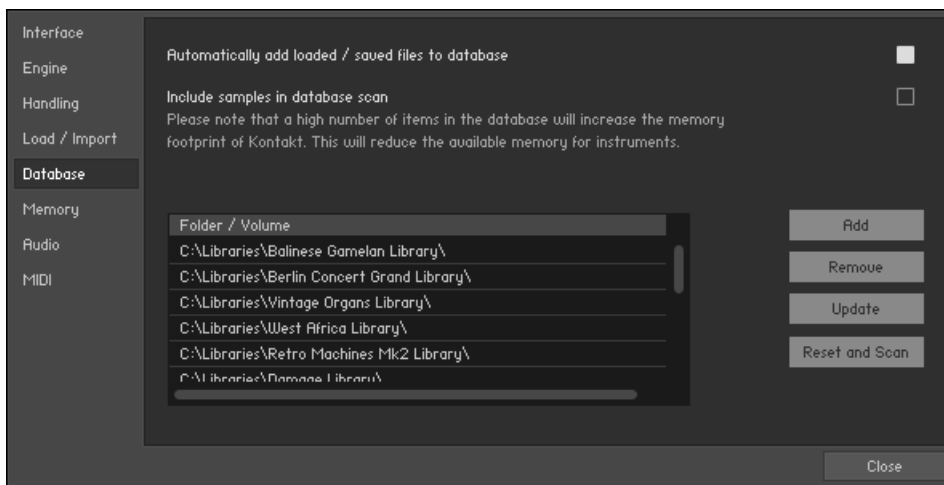 Interface
Engine
Handling
Load / Import
Database
Memory
Audio
MIDI
Automatically add loaded / saved files to database
Include samples in database scan
Please note that a high number of items in the database will increase the memory
footprint of Kontakt. This will reduce the available memory for instruments.
Folder / Volume
C:\Libraries\Balinese Gamelan Library\
C:\Libraries\Berlin Concert Grand Library\
C:\Libraries\Vintage Organs Library\
C:\Libraries\West Africa Library\
C:\Libraries\Retro Machines Mk2 Library\
C:\Libraries\Damage Library\
Add
Remove
Update
Reset and Scan
Close